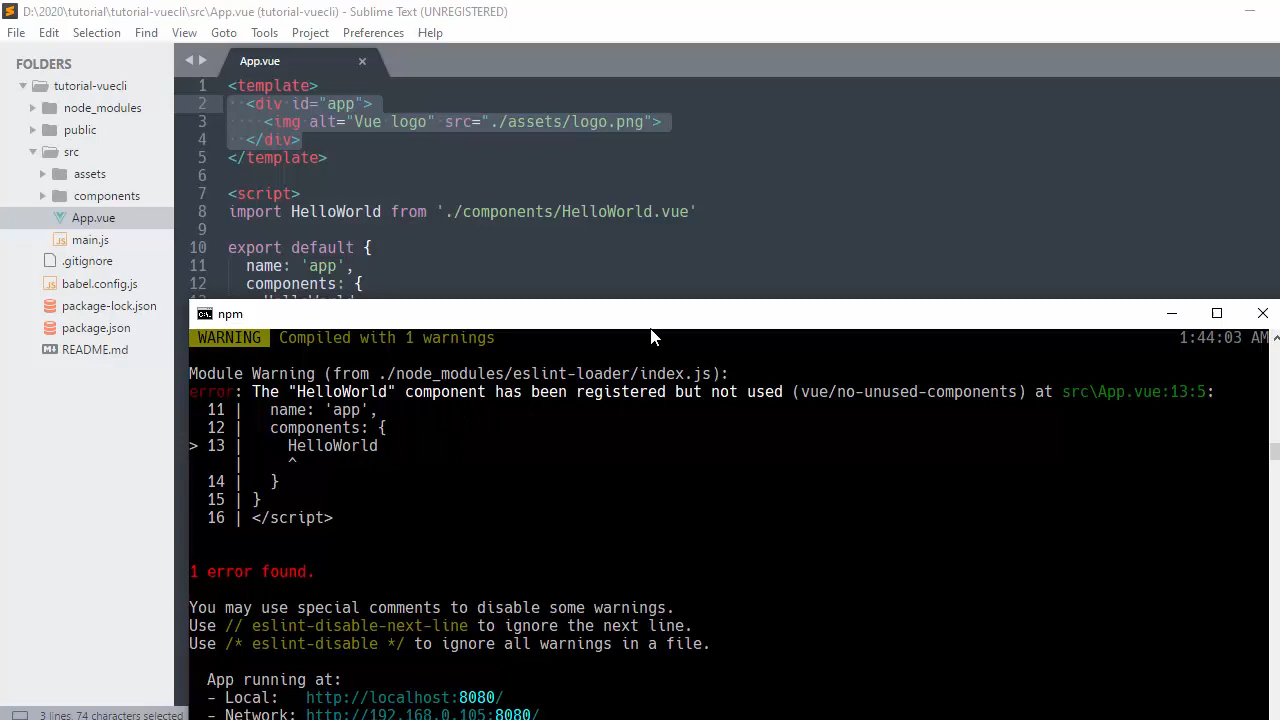 D:\2020\tutorial\tutorial-vuecli\src\App.vue (tutorial-vuecli) - Sublime Text (UNREGISTERED)
File Edit Selection Find View Goto Tools Project Preferences Help
FOLDERS
tutorial-vuecli
node_modules
public
src
assets
components
App.vue
main.js
.gitignore
babel.config.js
package-lock.json
package.json
README.md
App.vue
1 <template>
2 <div id="app">
3 <img alt="Vue logo" src="./assets/logo.png">
4 </div>
5 </template>
6
7 <script>
8 import HelloWorld from './components/HelloWorld.vue'
9
10 export default {
11 name: 'app',
12 components: {
13 HelloWorld
npm
WARNING Compiled with 1 warnings 1:44:03 AM
Module Warning (from ./node_modules/eslint-loader/index.js):
error: The "HelloWorld" component has been registered but not used (vue/no-unused-components) at src\App.vue:13:5:
11 | name: 'app',
12 | components: {
> 13 | HelloWorld
| ^
14 | }
15 | }
16 | </script>
1 error found.
You may use special comments to disable some warnings.
Use // eslint-disable-next-line to ignore the next line.
Use /* eslint-disable */ to ignore all warnings in a file.
App running at:
- Local: http://localhost:8080/
- Network: http://192.168.0.105:8080/
3 lines, 74 characters selected